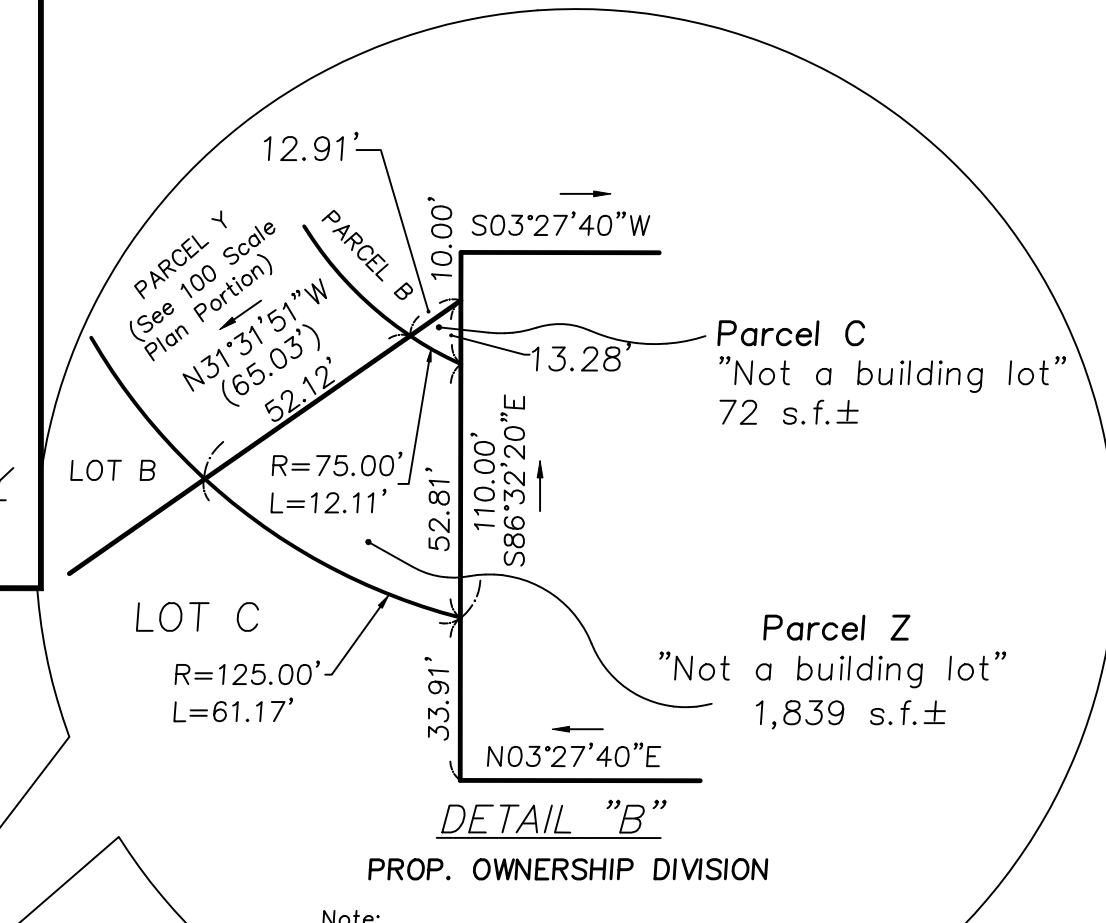 12.91'
10.00'
S03°27'40"W
PARCEL Y
(See 100 Scale
Plan Portion)
PARCEL B
N31°31'51"W
(65.03')
52.12'
Parcel C
"Not a building lot"
72 s.f.±
13.28'
LOT B
R=75.00'
L=12.11'
52.81'
110.00'
S86°32'20"E
LOT C
R=125.00'
L=61.17'
Parcel Z
"Not a building lot"
1,839 s.f.±
33.91'
N03°27'40"E
DETAIL "B"
PROP. OWNERSHIP DIVISION
Note: